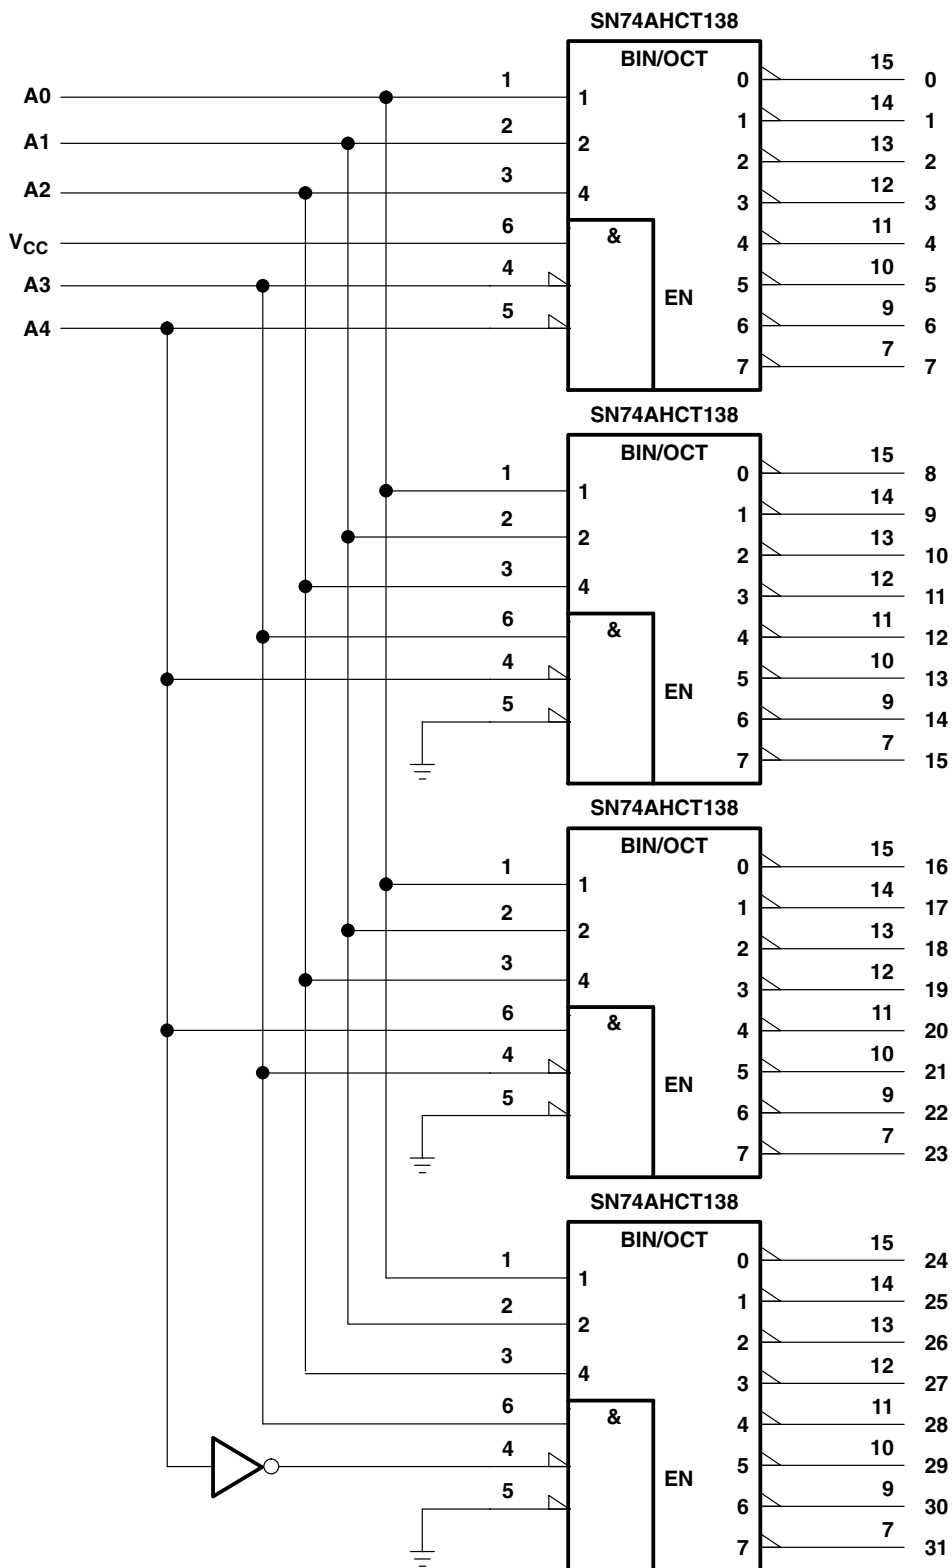 SN74AHCT138
BIN/OCT
0 15 0
A0 1 1
1 14 1
A1 2 2
2 13 2
A2 3 4
3 12 3
VCC 6 & 4 11 4
A3 4 5 10 5
EN
A4 5 6 9 6
7 7 7
SN74AHCT138
BIN/OCT
0 15 8
1 1
1 14 9
2 2
2 13 10
3 4
3 12 11
6 & 4 11 12
4 5 10 13
EN
5 6 9 14
7 7 15
SN74AHCT138
BIN/OCT
0 15 16
1 1
1 14 17
2 2
2 13 18
3 4
3 12 19
6 & 4 11 20
4 5 10 21
EN
5 6 9 22
7 7 23
SN74AHCT138
BIN/OCT
0 15 24
1 1
1 14 25
2 2
2 13 26
3 4
3 12 27
6 & 4 11 28
4 5 10 29
EN
5 6 9 30
7 7 31